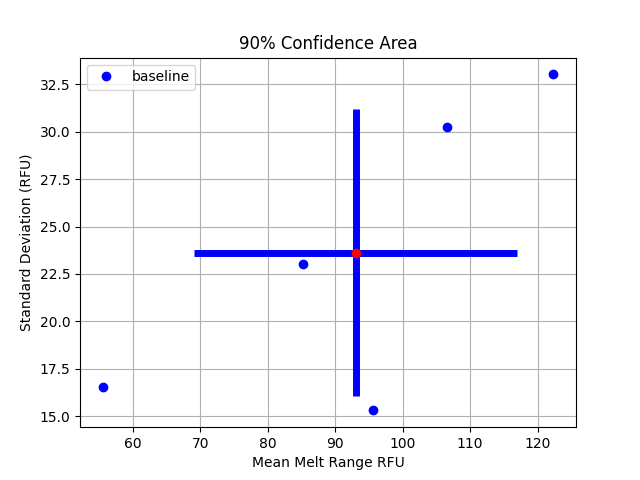 90% Confidence Area
baseline
32.5
30.0
27.5
25.0
22.5
20.0
17.5
15.0
Standard Deviation (RFU)
60 70 80 90 100 110 120
Mean Melt Range RFU